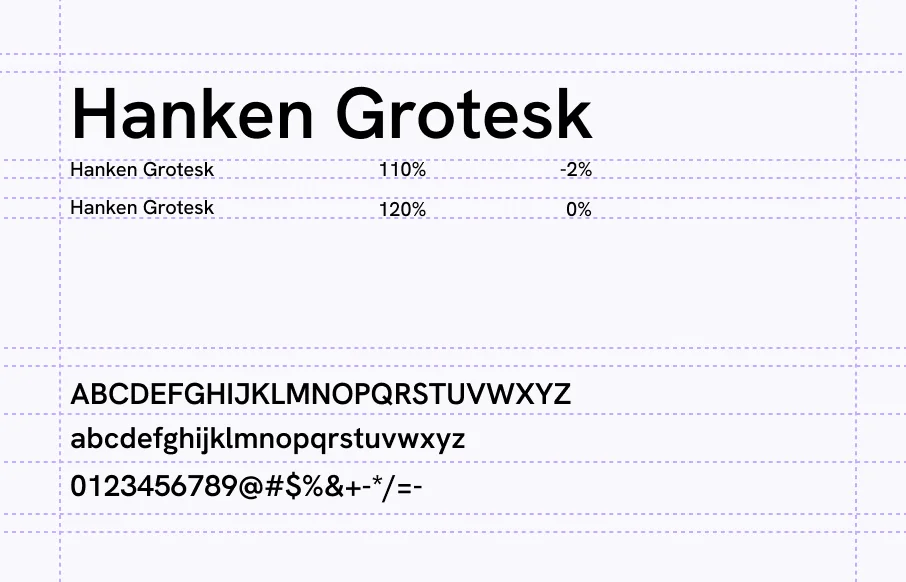 Hanken Grotesk
Hanken Grotesk 110% -2%
Hanken Grotesk 120% 0%
ABCDEFGHIJKLMNOPQRSTUVWXYZ
abcdefghijklmnopqrstuvwxyz
0123456789@#$%&+-*/=-